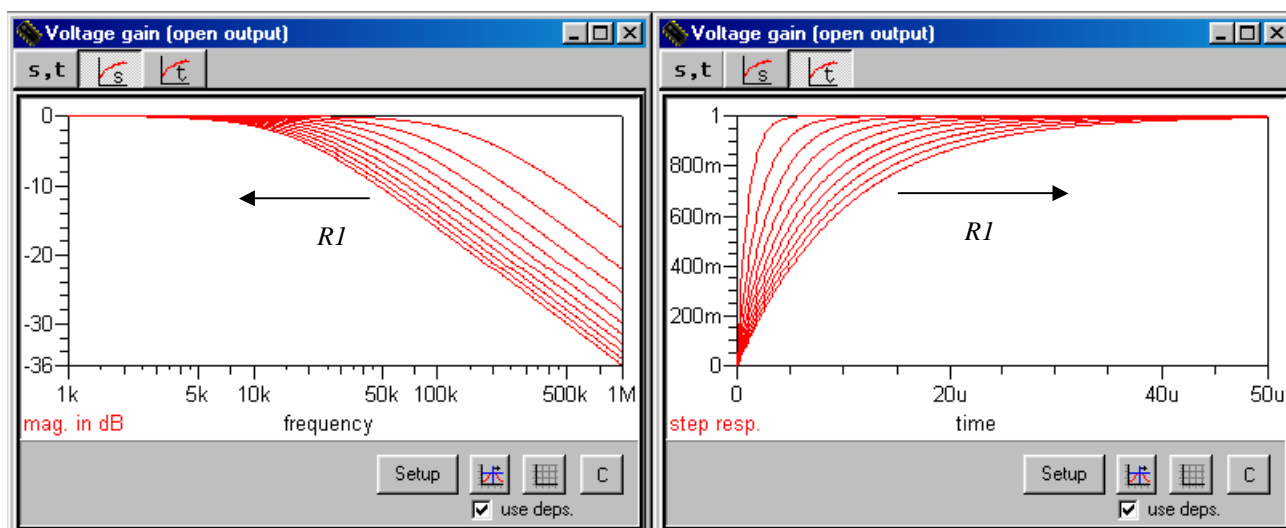 Voltage gain (open output)
s,t s t
0
-10
-20
-30
-36
R1
1k 5k 10k 50k 100k 500k 1M
mag. in dB frequency
Setup C
use deps.
Voltage gain (open output)
s,t s t
1
800m
600m
400m
200m
0
R1
0 20u 40u 50u
step resp. time
Setup C
use deps.